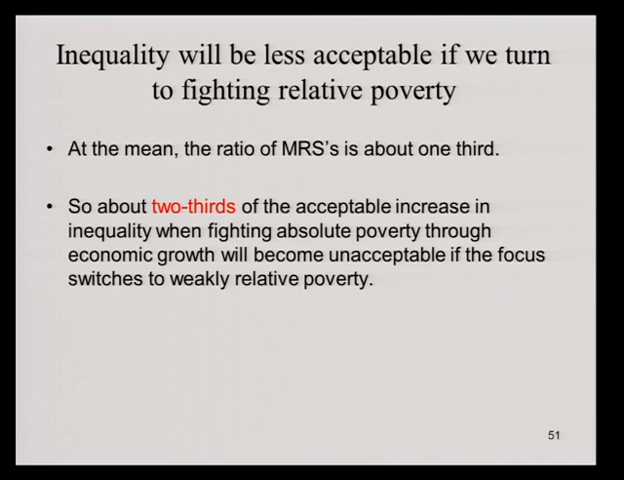 Inequality will be less acceptable if we turn
to fighting relative poverty
• At the mean, the ratio of MRS's is about one third.
• So about two-thirds of the acceptable increase in
inequality when fighting absolute poverty through
economic growth will become unacceptable if the focus
switches to weakly relative poverty.
51